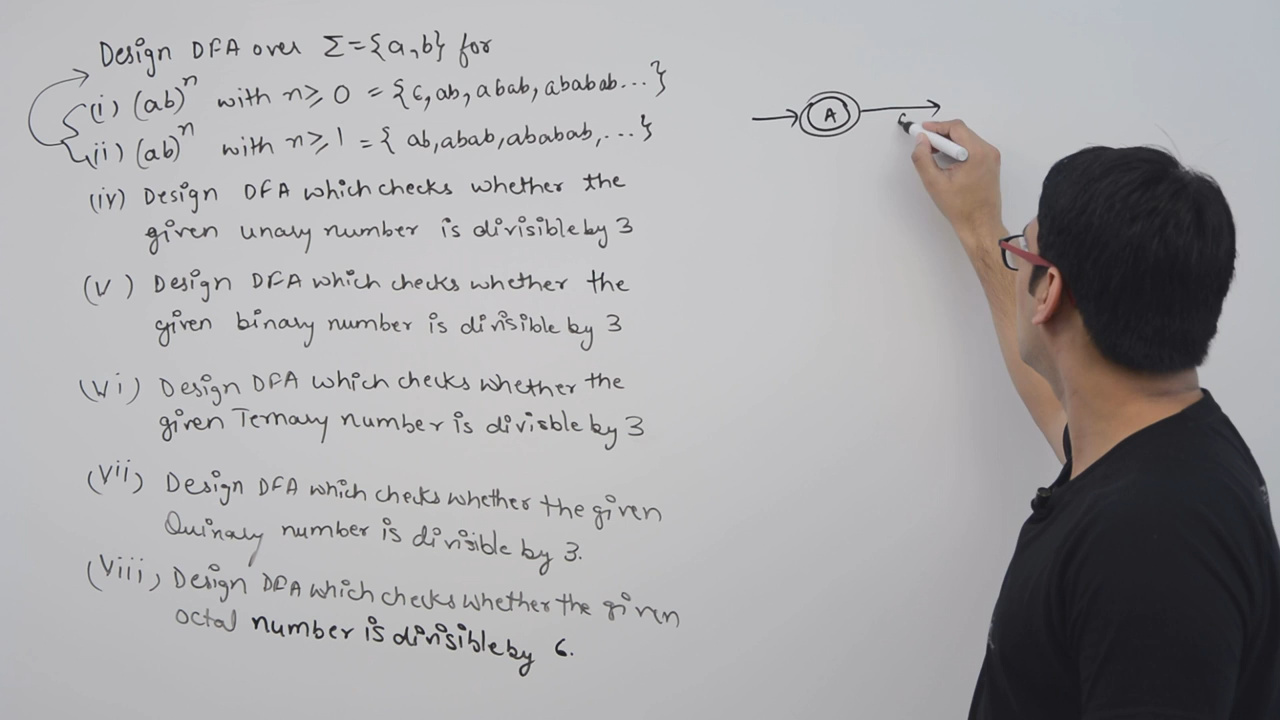 Design DFA over Σ={a,b} for
(i) (ab)ⁿ with n≥0 = {ϵ, ab, abab, ababab...}
(ii) (ab)ⁿ with n≥1 = { ab, abab, ababab, ...}
(iv) Design DFA which checks whether the
given unary number is divisible by 3
(V) Design DFA which checks whether the
given binary number is divisible by 3
(Vi) Design DFA which checks whether the
given Ternary number is divisble by 3
(Vii) Design DFA which checks whether the given
Quinary number is divisible by 3.
(Viii) Design DFA which checks whether the given
octal number is divisible by 6.
A